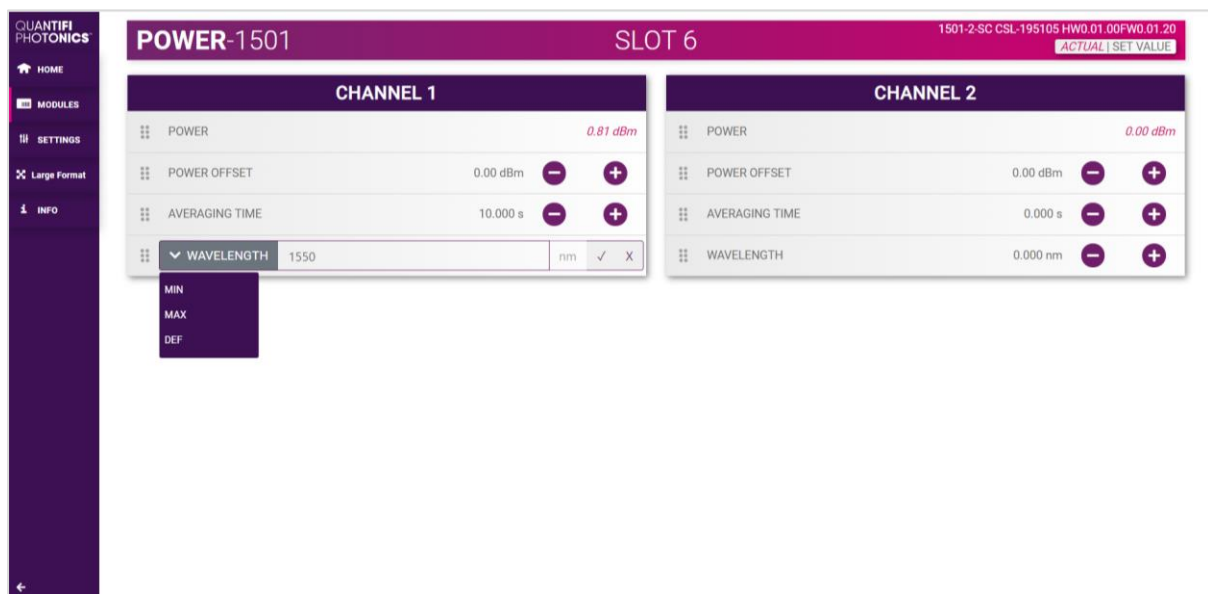 QUANTIFI
PHOTONICS
HOME
MODULES
SETTINGS
Large Format
INFO
POWER-1501
SLOT 6
1501-2-SC CSL-195105 HW0.01.00FW0.01.20
ACTUAL | SET VALUE
CHANNEL 1
POWER 0.81 dBm
POWER OFFSET 0.00 dBm
AVERAGING TIME 10.000 s
WAVELENGTH 1550 nm ✓ X
MIN
MAX
DEF
CHANNEL 2
POWER 0.00 dBm
POWER OFFSET 0.00 dBm
AVERAGING TIME 0.000 s
WAVELENGTH 0.000 nm